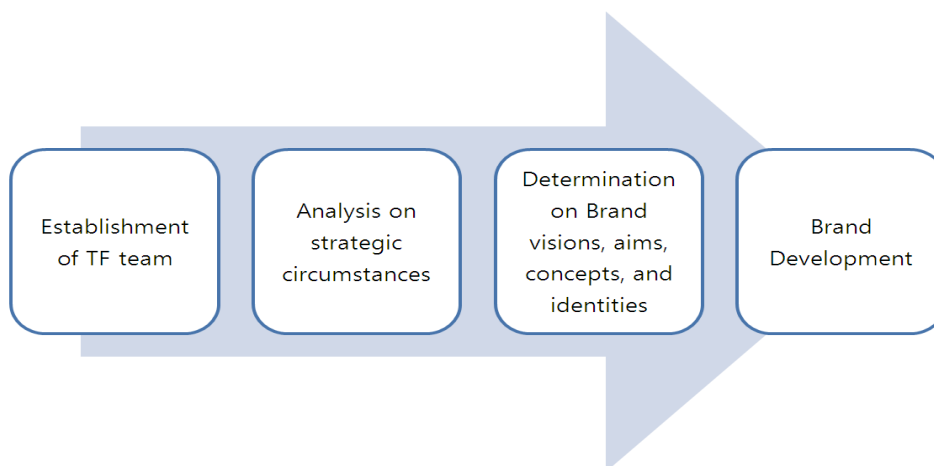 Establishment
of TF team
Analysis on
strategic
circumstances
Determination
on Brand
visions, aims,
concepts, and
identities
Brand
Development